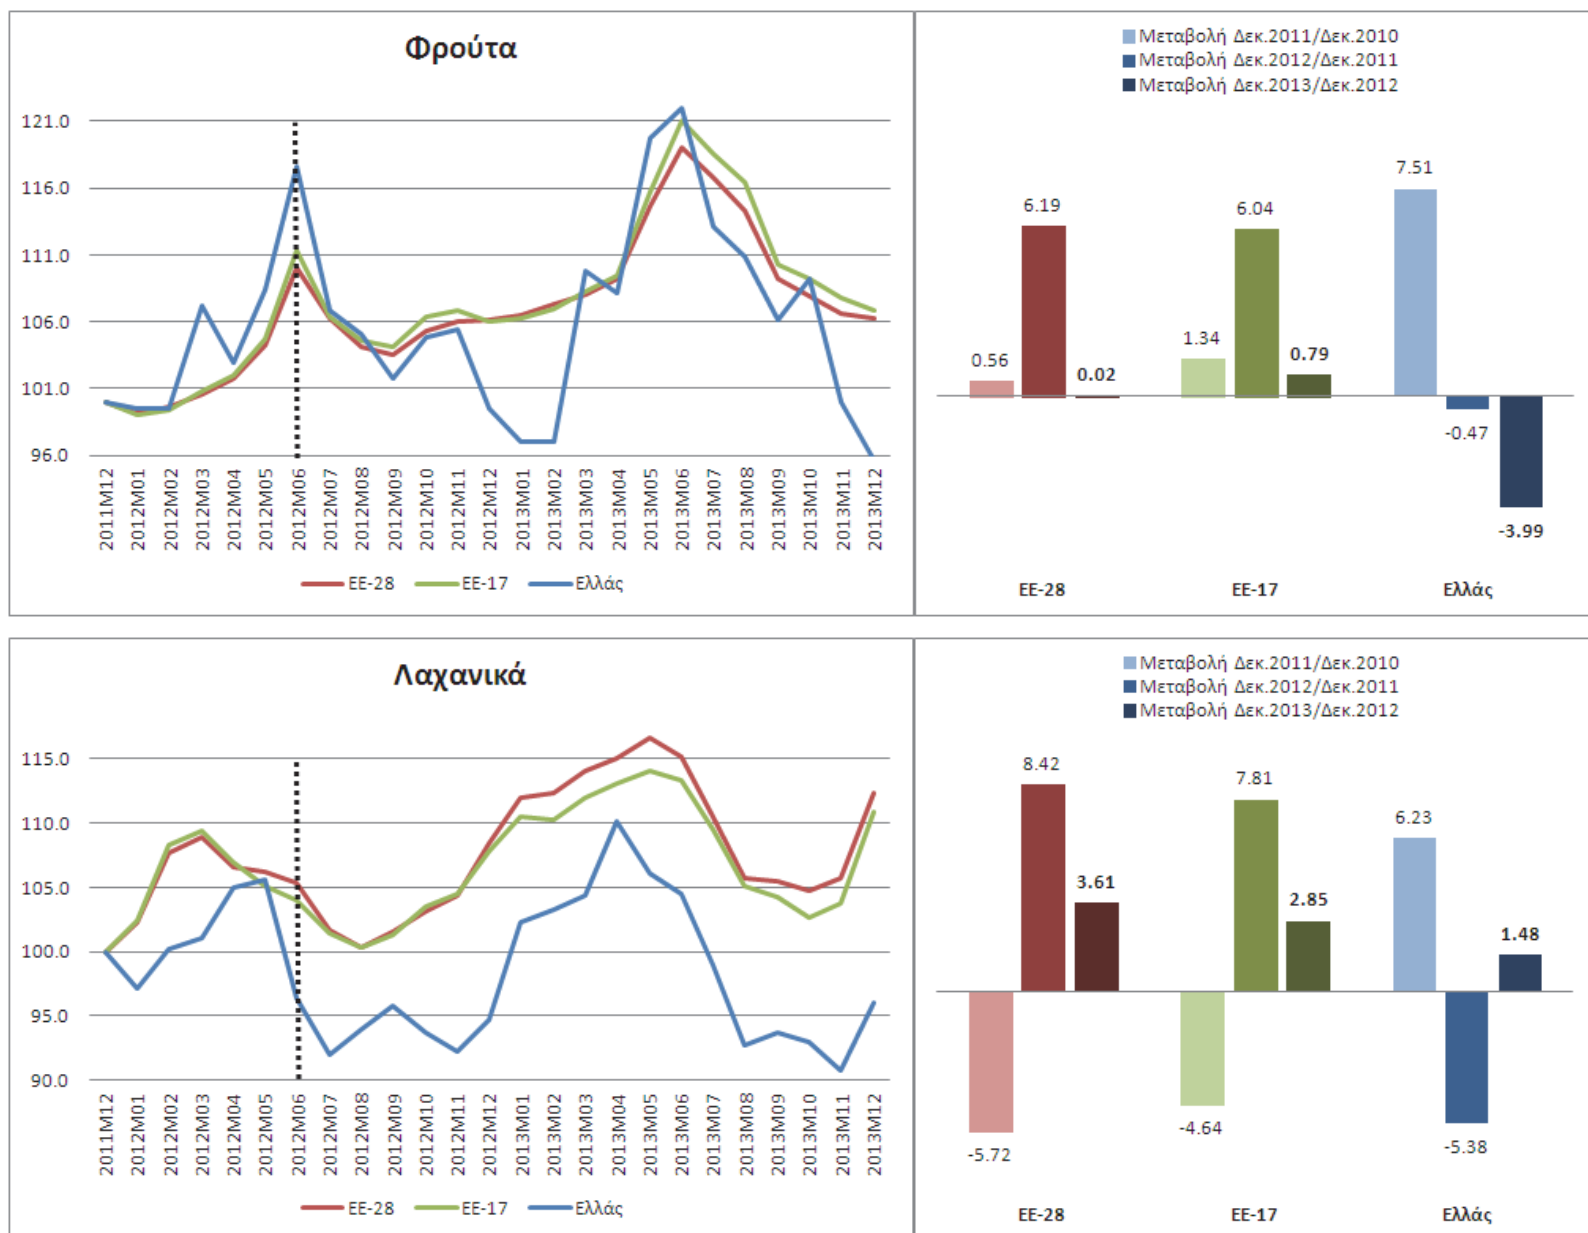 Φρούτα
121.0
116.0
111.0
106.0
101.0
96.0
2011M12
2012M01
2012M02
2012M03
2012M04
2012M05
2012M06
2012M07
2012M08
2012M09
2012M10
2012M11
2012M12
2013M01
2013M02
2013M03
2013M04
2013M05
2013M06
2013M07
2013M08
2013M09
2013M10
2013M11
2013M12
ΕΕ-28 ΕΕ-17 Ελλάς
Μεταβολή Δεκ.2011/Δεκ.2010
Μεταβολή Δεκ.2012/Δεκ.2011
Μεταβολή Δεκ.2013/Δεκ.2012
0.56
6.19
0.02
1.34
6.04
0.79
7.51
-0.47
-3.99
ΕΕ-28 ΕΕ-17 Ελλάς
Λαχανικά
115.0
110.0
105.0
100.0
95.0
90.0
2011M12
2012M01
2012M02
2012M03
2012M04
2012M05
2012M06
2012M07
2012M08
2012M09
2012M10
2012M11
2012M12
2013M01
2013M02
2013M03
2013M04
2013M05
2013M06
2013M07
2013M08
2013M09
2013M10
2013M11
2013M12
ΕΕ-28 ΕΕ-17 Ελλάς
Μεταβολή Δεκ.2011/Δεκ.2010
Μεταβολή Δεκ.2012/Δεκ.2011
Μεταβολή Δεκ.2013/Δεκ.2012
-5.72
8.42
3.61
-4.64
7.81
2.85
6.23
-5.38
1.48
ΕΕ-28 ΕΕ-17 Ελλάς